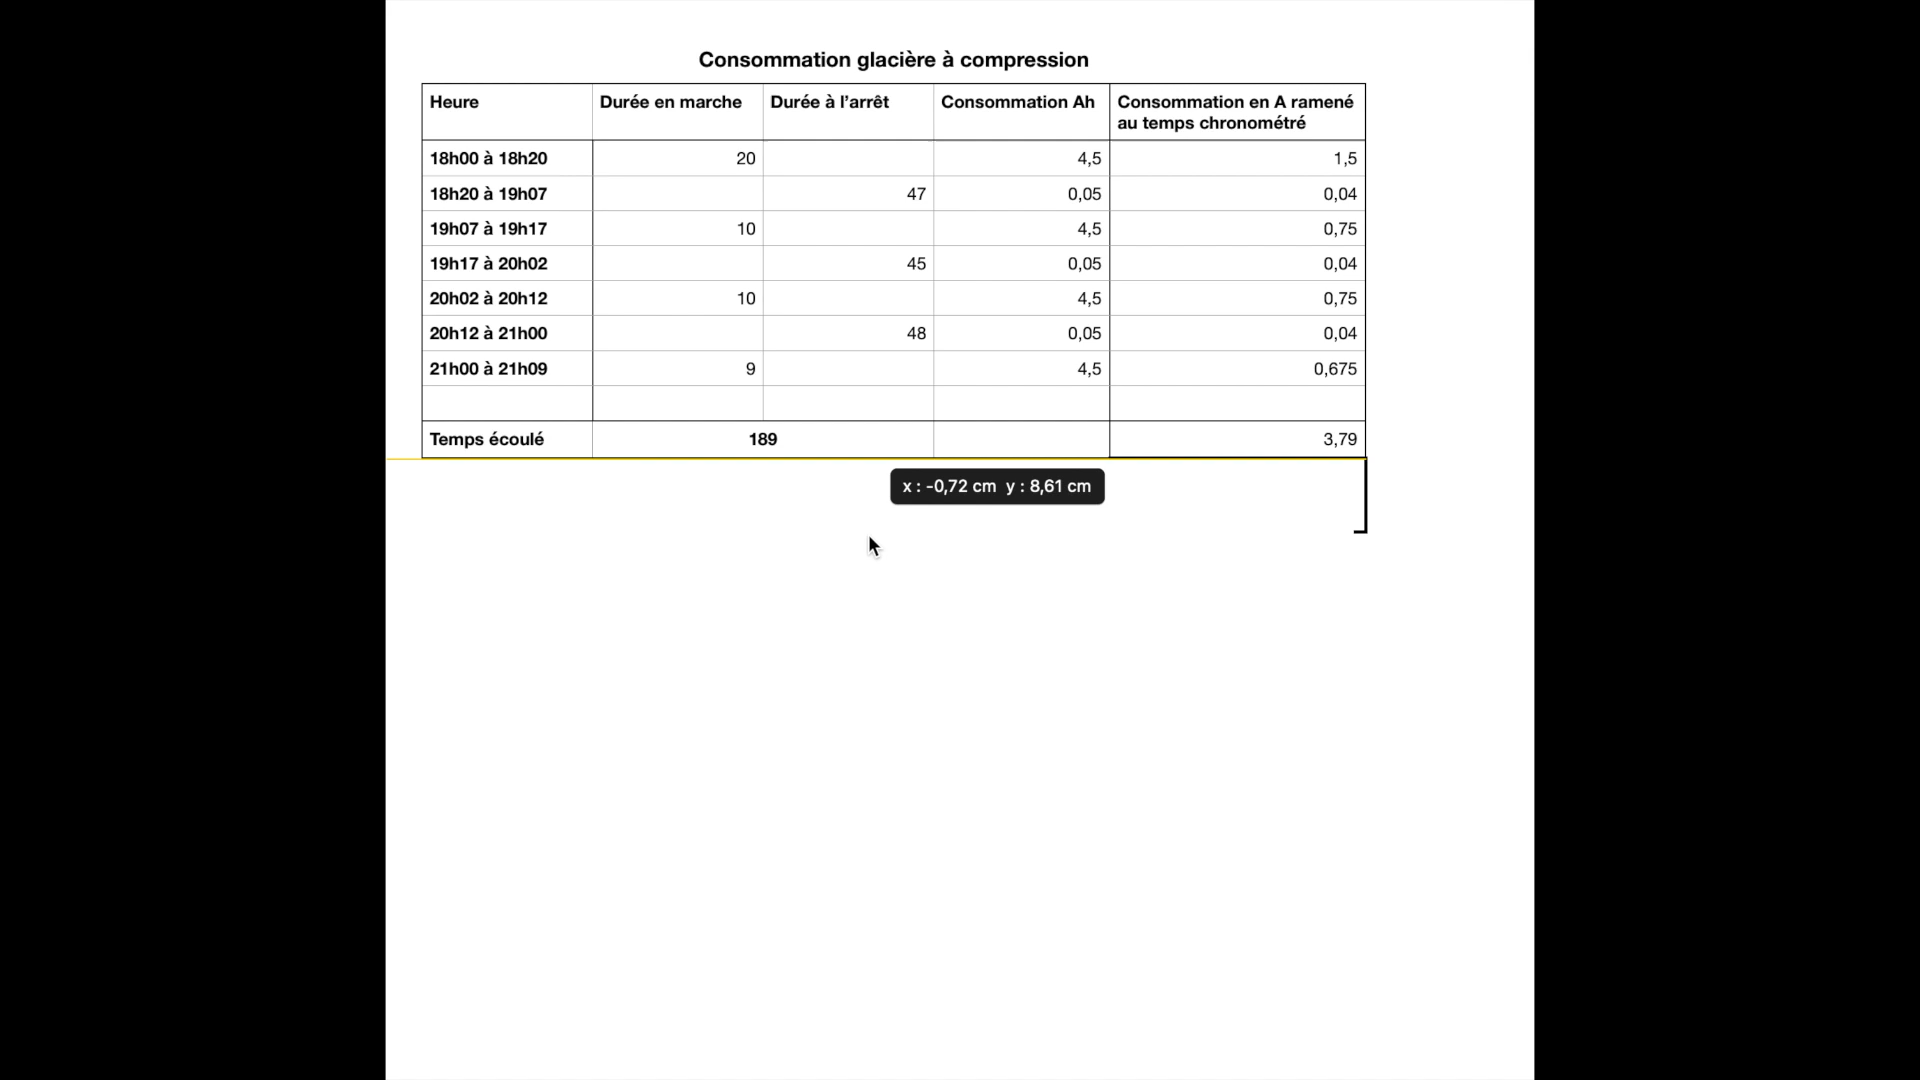 Consommation glacière à compression
Heure Durée en marche Durée à l’arrêt Consommation Ah Consommation en A ramené
au temps chronométré
18h00 à 18h20 20 4,5 1,5
18h20 à 19h07 47 0,05 0,04
19h07 à 19h17 10 4,5 0,75
19h17 à 20h02 45 0,05 0,04
20h02 à 20h12 10 4,5 0,75
20h12 à 21h00 48 0,05 0,04
21h00 à 21h09 9 4,5 0,675
Temps écoulé 189 3,79
x : -0,72 cm y : 8,61 cm